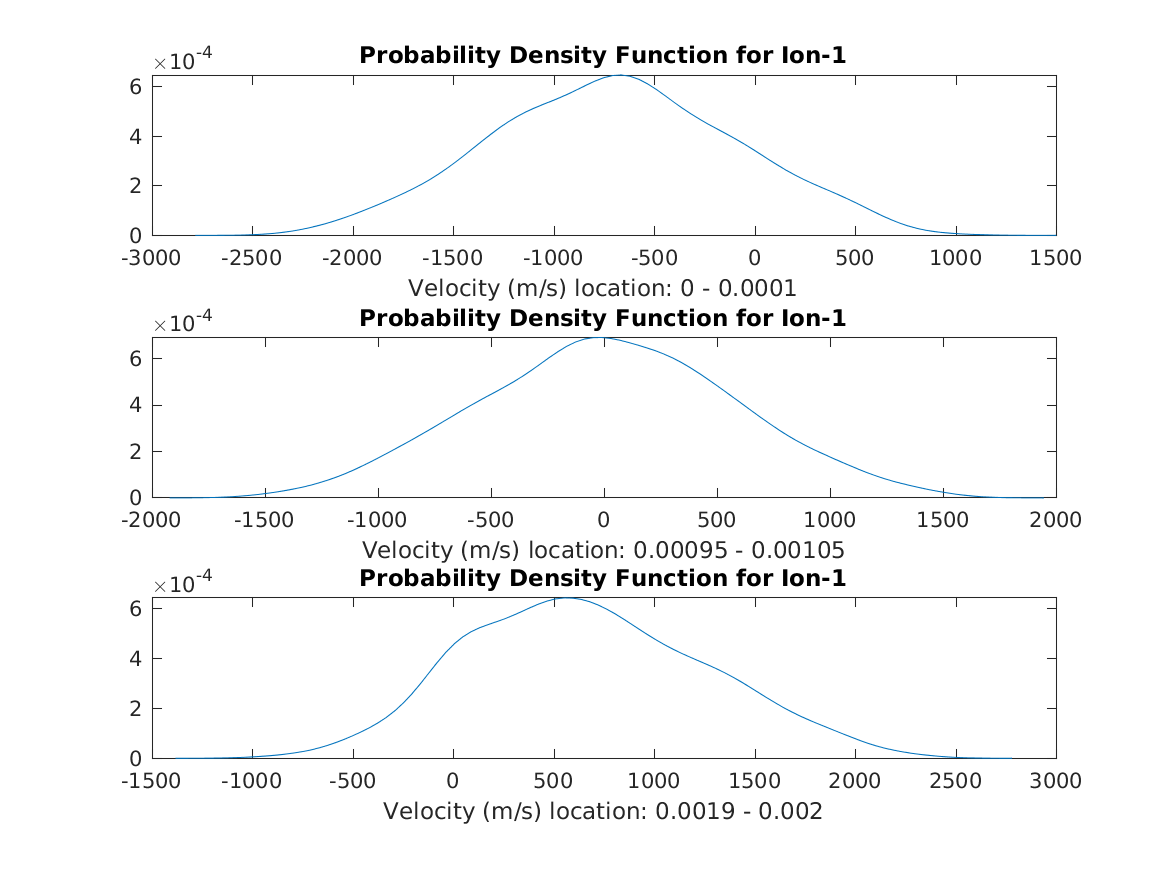 ×10-4
Probability Density Function for Ion-1
6
4
2
0
-3000 -2500 -2000 -1500 -1000 -500 0 500 1000 1500
Velocity (m/s) location: 0 - 0.0001
×10-4
Probability Density Function for Ion-1
6
4
2
0
-2000 -1500 -1000 -500 0 500 1000 1500 2000
Velocity (m/s) location: 0.00095 - 0.00105
×10-4
Probability Density Function for Ion-1
6
4
2
0
-1500 -1000 -500 0 500 1000 1500 2000 2500 3000
Velocity (m/s) location: 0.0019 - 0.002